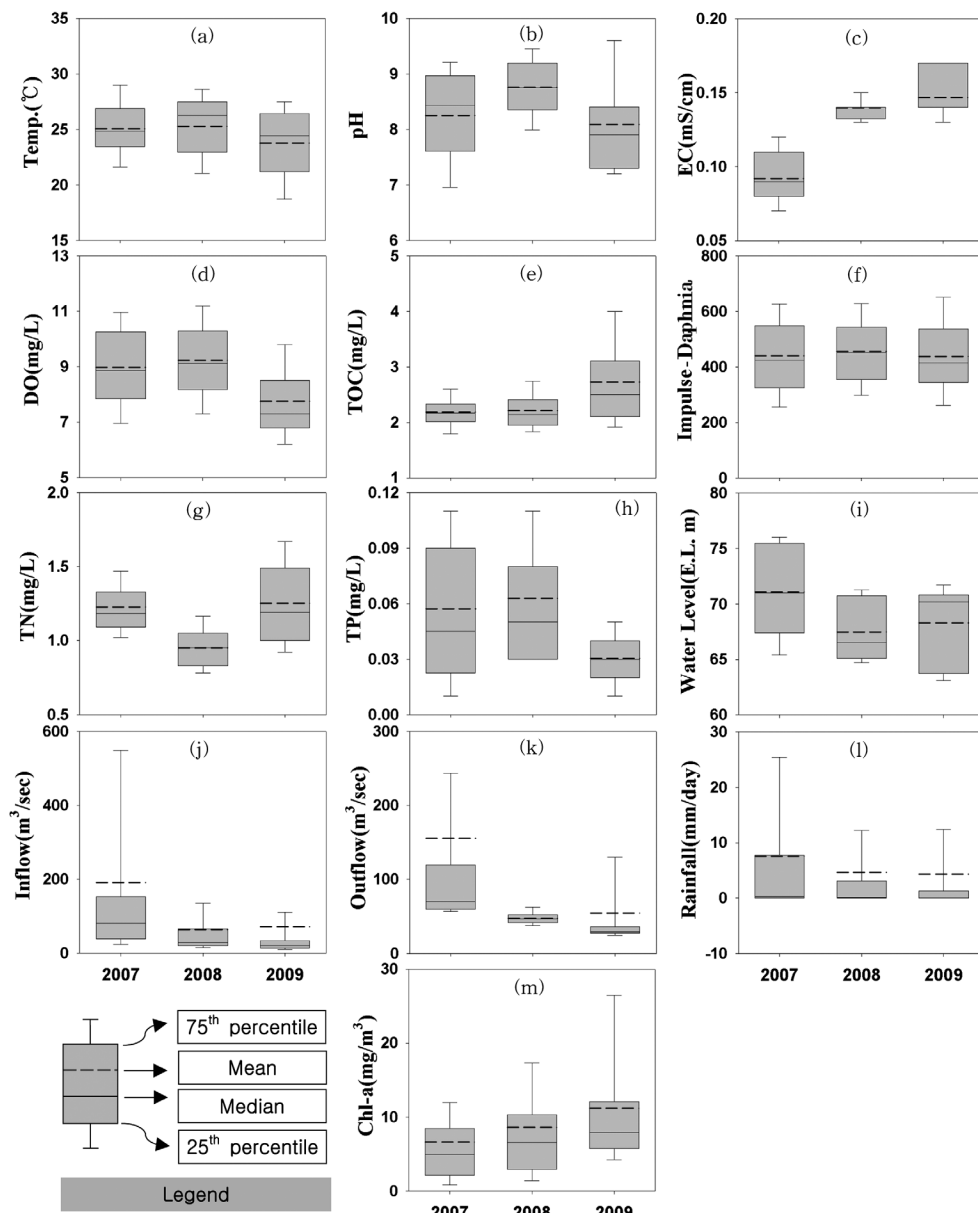 (a)
Temp.(℃)
35
30
25
20
15
(b)
pH
10
9
8
7
6
(c)
EC(mS/cm)
0.20
0.15
0.10
0.05
(d)
DO(mg/L)
13
11
9
7
5
(e)
TOC(mg/L)
5
4
3
2
1
(f)
Impulse-Daphnia
800
600
400
200
0
(g)
TN(mg/L)
2.0
1.5
1.0
0.5
(h)
TP(mg/L)
0.12
0.09
0.06
0.03
0.00
(i)
Water Level(E.L. m)
80
75
70
65
60
(j)
Inflow(m³/sec)
600
400
200
0
2007 2008 2009
(k)
Outflow(m³/sec)
300
200
100
0
(l)
Rainfall(mm/day)
30
20
10
0
-10
2007 2008 2009
(m)
Chl-a(mg/m³)
30
20
10
0
2007 2008 2009
75th percentile
Mean
Median
25th percentile
Legend